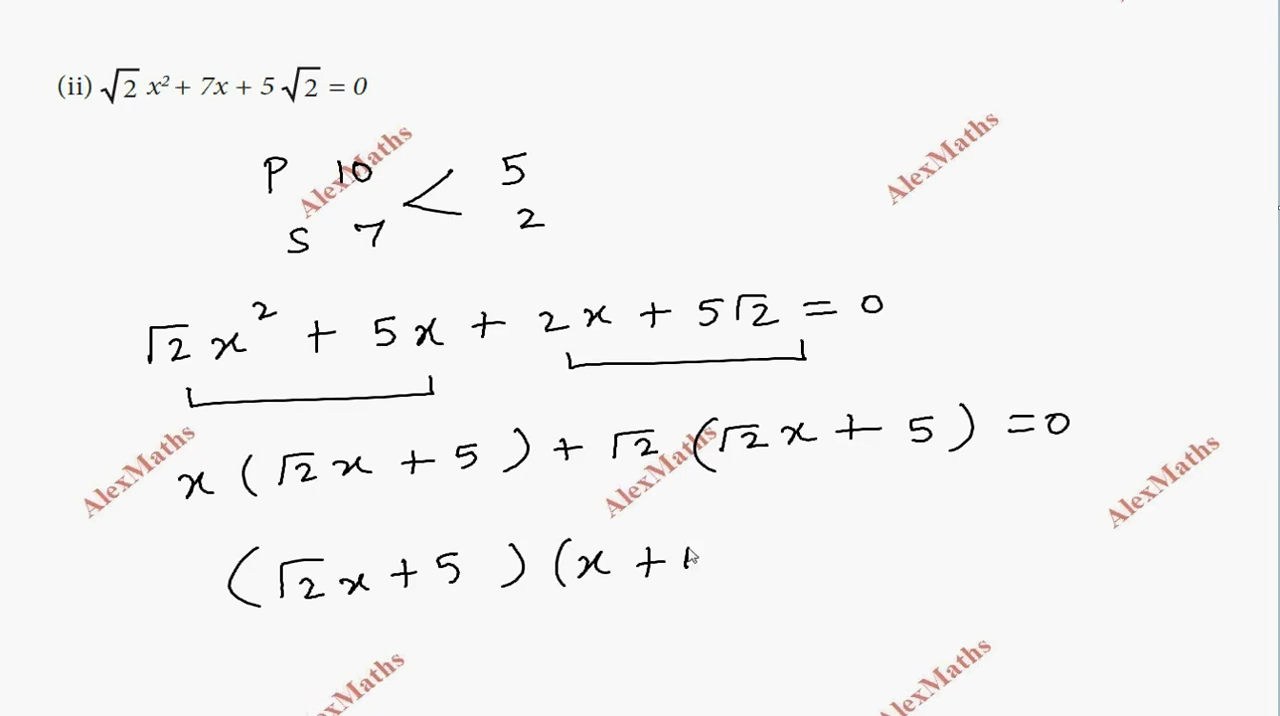 (ii) √2 x² + 7x + 5 √2 = 0
P 10 < 5
S 7 2
√2 x² + 5x + 2x + 5√2 = 0
x (√2 x + 5) + √2 (√2 x + 5) = 0
(√2 x + 5) (x +
AlexMaths
AlexMaths
AlexMaths
AlexMaths
AlexMaths
AlexMaths
AlexMaths